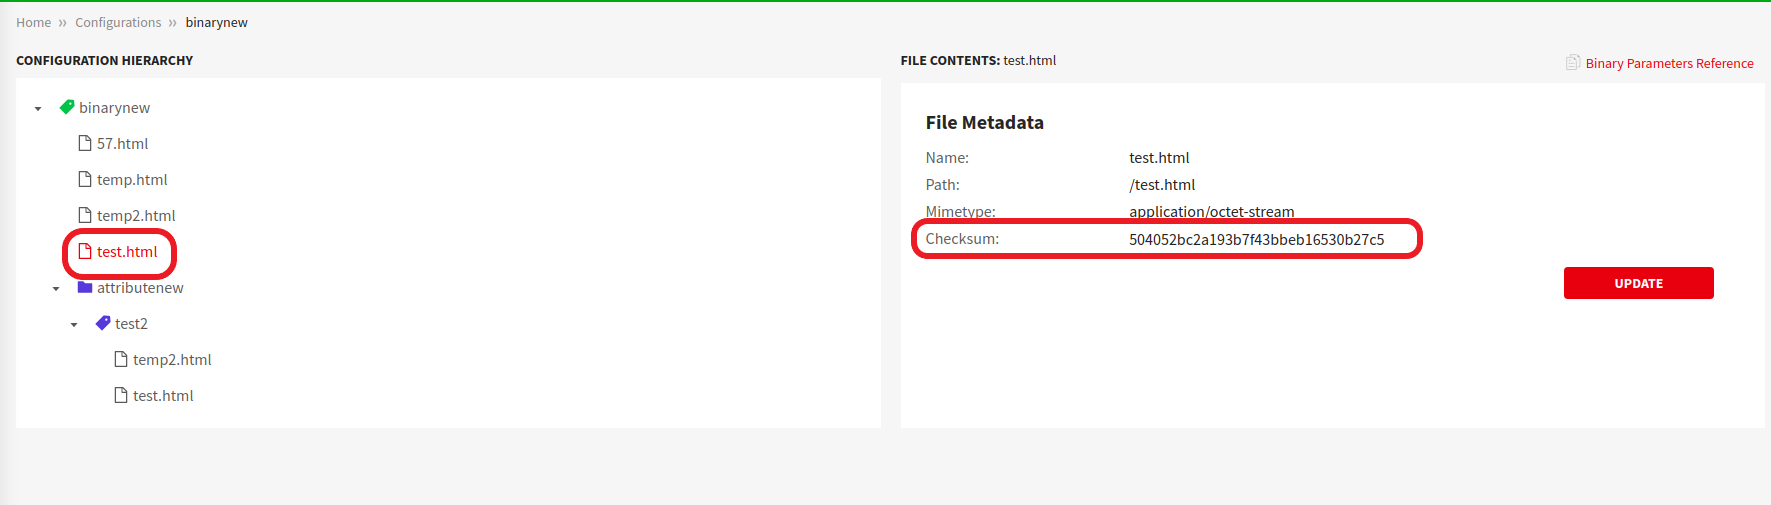 Home » Configurations » binarynew
CONFIGURATION HIERARCHY
binarynew
57.html
temp.html
temp2.html
test.html
attributenew
test2
temp2.html
test.html
FILE CONTENTS: test.html
Binary Parameters Reference
File Metadata
Name: test.html
Path: /test.html
Mimetype: application/octet-stream
Checksum: 504052bc2a193b7f43bbeb16530b27c5
UPDATE